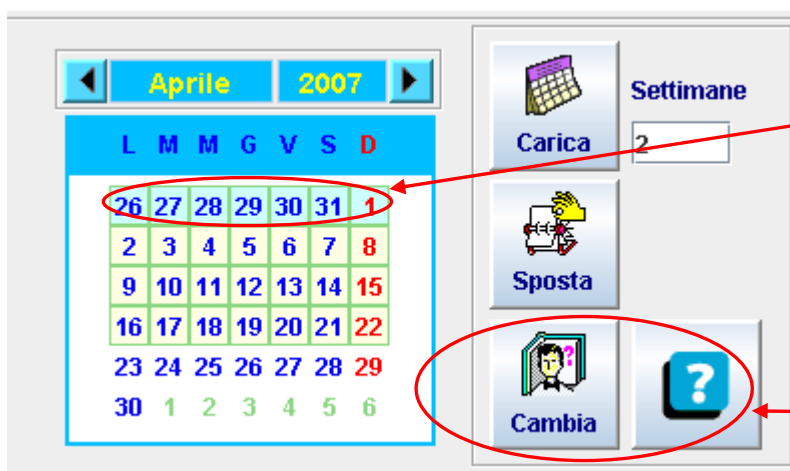 Aprile 2007
L M M G V S D
26 27 28 29 30 31 1
2 3 4 5 6 7 8
9 10 11 12 13 14 15
16 17 18 19 20 21 22
23 24 25 26 27 28 29
30 1 2 3 4 5 6
Settimane
Carica 2
Sposta
Cambia
?